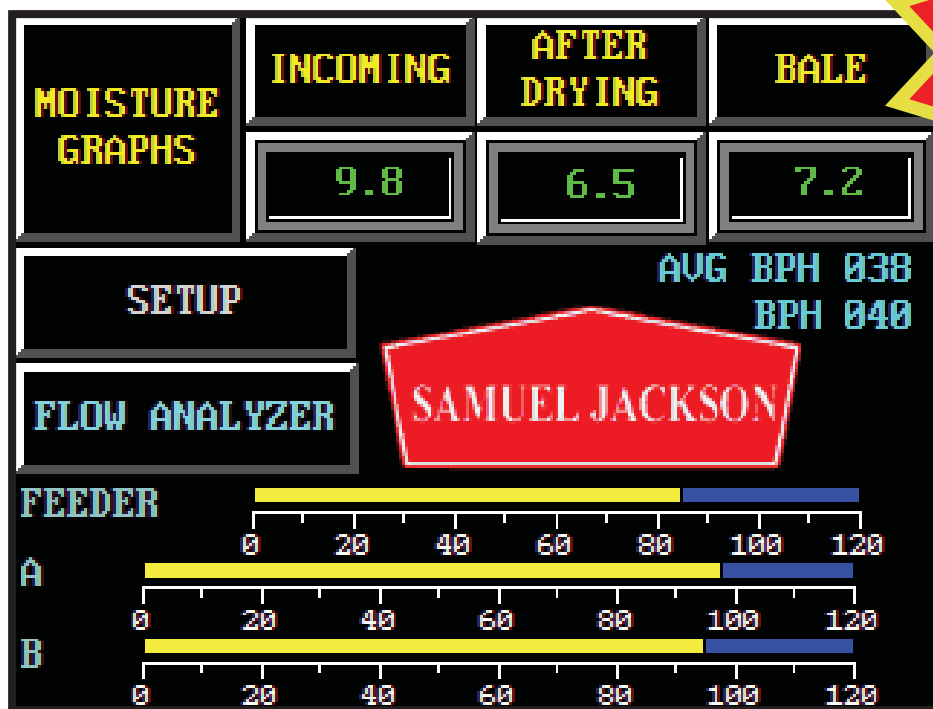 MOISTURE
GRAPHS
INCOMING
AFTER
DRYING
BALE
9.8
6.5
7.2
SETUP
AVG BPH 038
BPH 040
FLOW ANALYZER
SAMUEL JACKSON
FEEDER
0 20 40 60 80 100 120
A
0 20 40 60 80 100 120
B
0 20 40 60 80 100 120